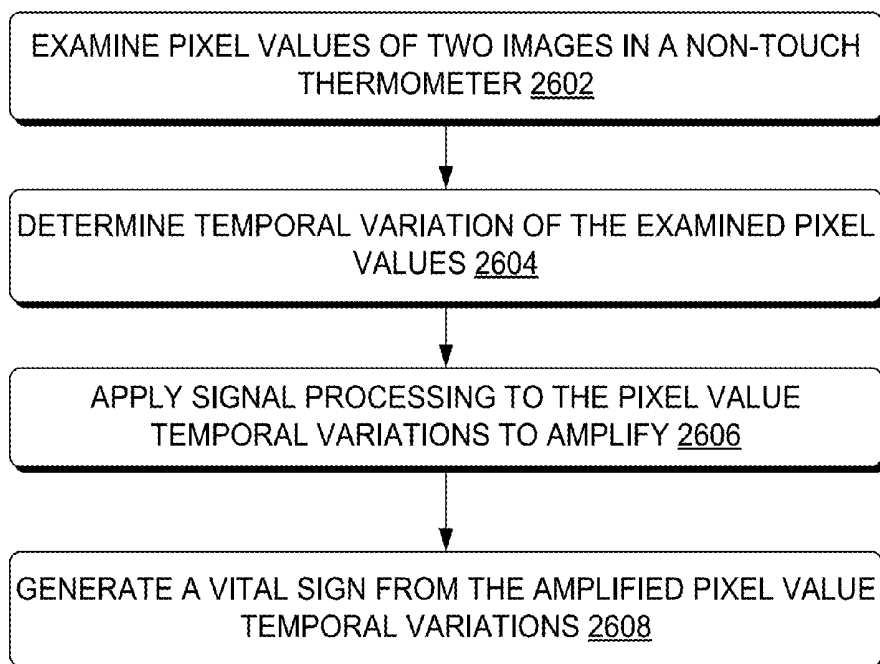 EXAMINE PIXEL VALUES OF TWO IMAGES IN A NON-TOUCH
THERMOMETER 2602
DETERMINE TEMPORAL VARIATION OF THE EXAMINED PIXEL
VALUES 2604
APPLY SIGNAL PROCESSING TO THE PIXEL VALUE
TEMPORAL VARIATIONS TO AMPLIFY 2606
GENERATE A VITAL SIGN FROM THE AMPLIFIED PIXEL VALUE
TEMPORAL VARIATIONS 2608